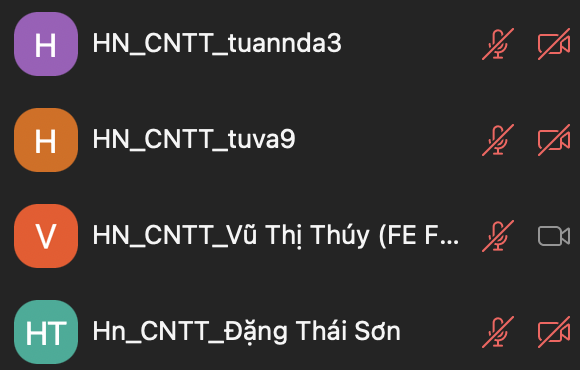 H HN_CNTT_tuannda3
H HN_CNTT_tuva9
V HN_CNTT_Vũ Thị Thúy (FE F...
HT Hn_CNTT_Đặng Thái Sơn